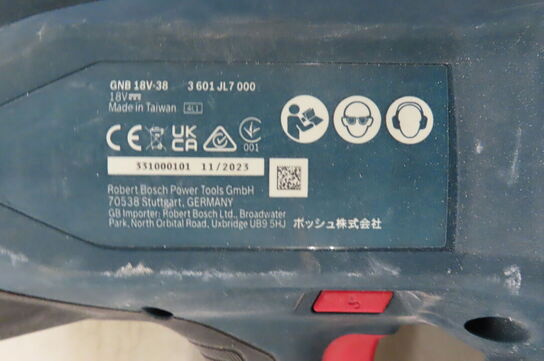 GNB 18V-38 3 601 JL7 000
18V
Made in Taiwan 4L1
CE UK CA 001
331000101 11/2023
Robert Bosch Power Tools GmbH
70538 Stuttgart, GERMANY
GB Importer: Robert Bosch Ltd., Broadwater
Park, North Orbital Road, Uxbridge UB9 5HJ ボッシュ株式会社